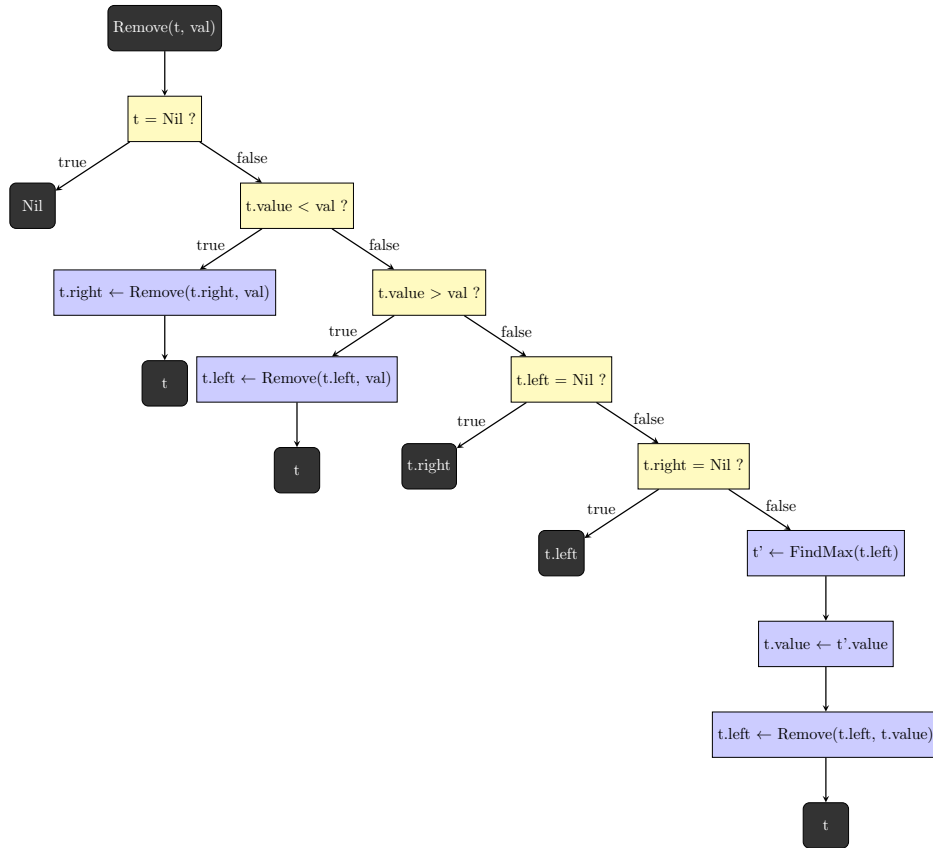 Remove(t, val)
t = Nil ?
true
false
Nil
t.value < val ?
true
false
t.right ← Remove(t.right, val)
t.value > val ?
true
false
t
t.left ← Remove(t.left, val)
t.left = Nil ?
true
false
t
t.right
t.right = Nil ?
true
false
t.left
t' ← FindMax(t.left)
t.value ← t'.value
t.left ← Remove(t.left, t.value)
t